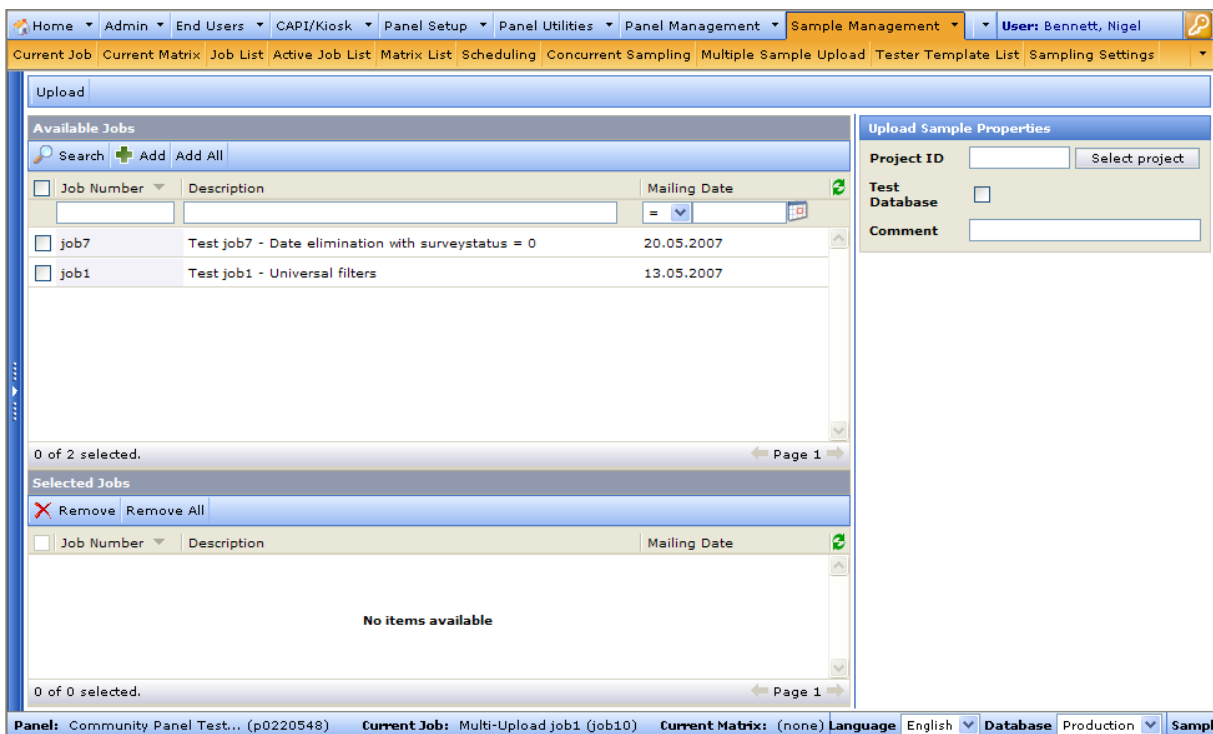 Home Admin End Users CAPI/Kiosk Panel Setup Panel Utilities Panel Management Sample Management User: Bennett, Nigel
Current Job Current Matrix Job List Active Job List Matrix List Scheduling Concurrent Sampling Multiple Sample Upload Tester Template List Sampling Settings
Upload
Available Jobs
Search Add Add All
Job Number Description Mailing Date
=
job7 Test job7 - Date elimination with surveystatus = 0 20.05.2007
job1 Test job1 - Universal filters 13.05.2007
0 of 2 selected. Page 1
Selected Jobs
Remove Remove All
Job Number Description Mailing Date
No items available
0 of 0 selected. Page 1
Upload Sample Properties
Project ID Select project
Test
Database
Comment
Panel: Community Panel Test... (p0220548) Current Job: Multi-Upload job1 (job10) Current Matrix: (none) Language English Database Production Sampl